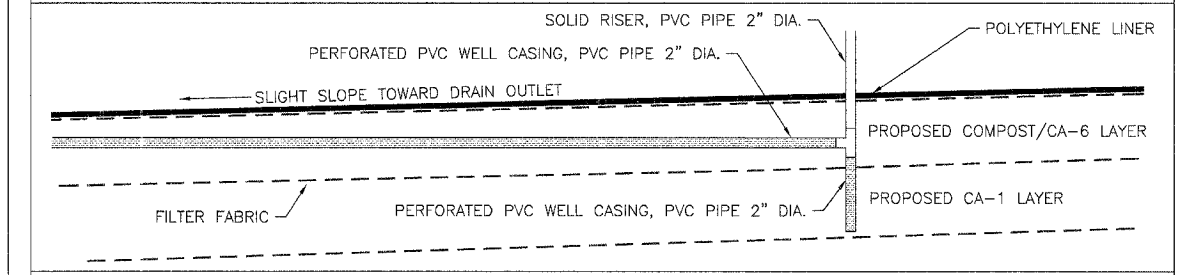 SOLID RISER, PVC PIPE 2" DIA.
POLYETHYLENE LINER
PERFORATED PVC WELL CASING, PVC PIPE 2" DIA.
SLIGHT SLOPE TOWARD DRAIN OUTLET
PROPOSED COMPOST/CA-6 LAYER
PROPOSED CA-1 LAYER
FILTER FABRIC
PERFORATED PVC WELL CASING, PVC PIPE 2" DIA.